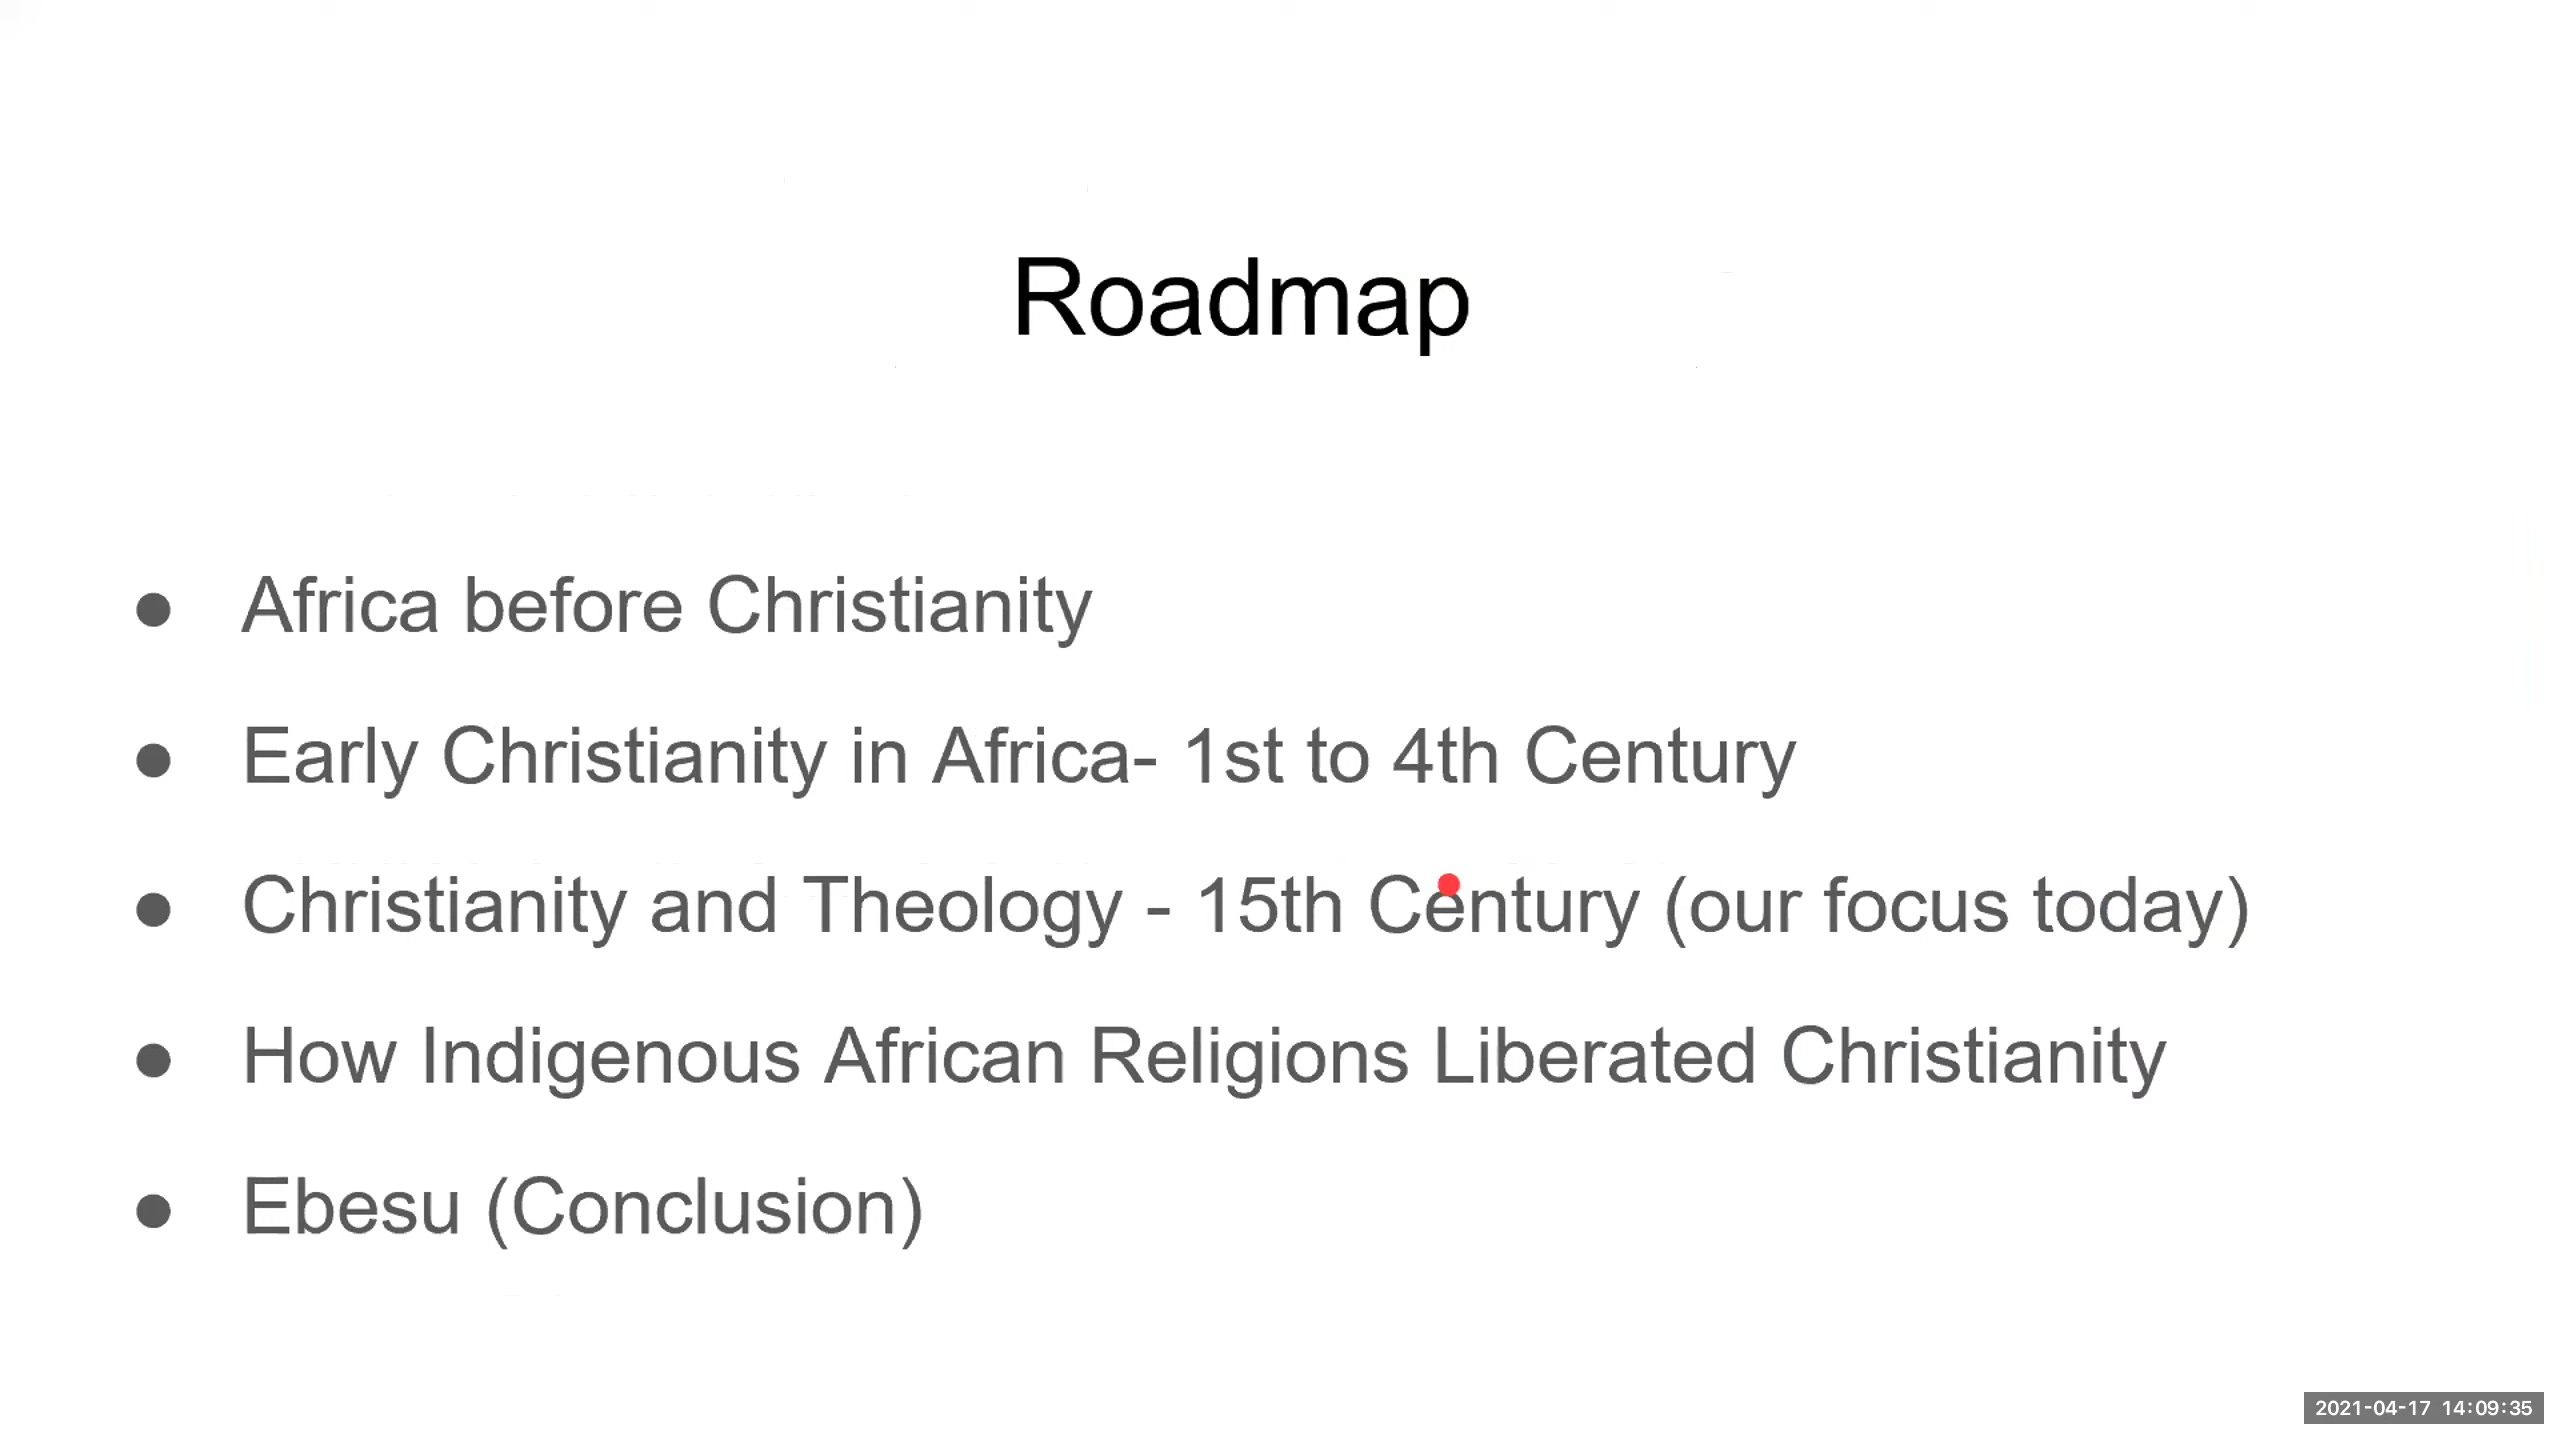 Roadmap
● Africa before Christianity
● Early Christianity in Africa- 1st to 4th Century
● Christianity and Theology - 15th Century (our focus today)
● How Indigenous African Religions Liberated Christianity
● Ebesu (Conclusion)
2021-04-17 14:09:35